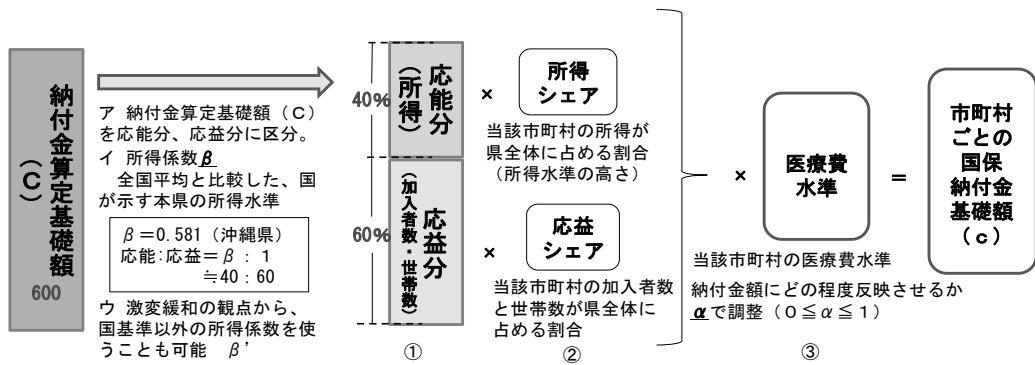 納付金算定基礎額
(C)
600
ア 納付金算定基礎額(C)
を応能分、応益分に区分。
イ 所得係数β
全国平均と比較した、国
が示す本県の所得水準
β=0.581(沖縄県)
応能:応益=β:1
≒40:60
ウ 激変緩和の観点から、
国基準以外の所得係数を使
うことも可能 β’
40%
応能分
(所得)
60%
応益分
(加入者数・世帯数)
①
×
所得
シェア
当該市町村の所得が
県全体に占める割合
(所得水準の高さ)
×
応益
シェア
当該市町村の加入者数
と世帯数が県全体に
占める割合
②
×
医療費
水準
当該市町村の医療費水準
納付金額にどの程度反映させるか
αで調整(0≦α≦1)
③
=
市町村
ごとの
国保
納付金
基礎額
(c)